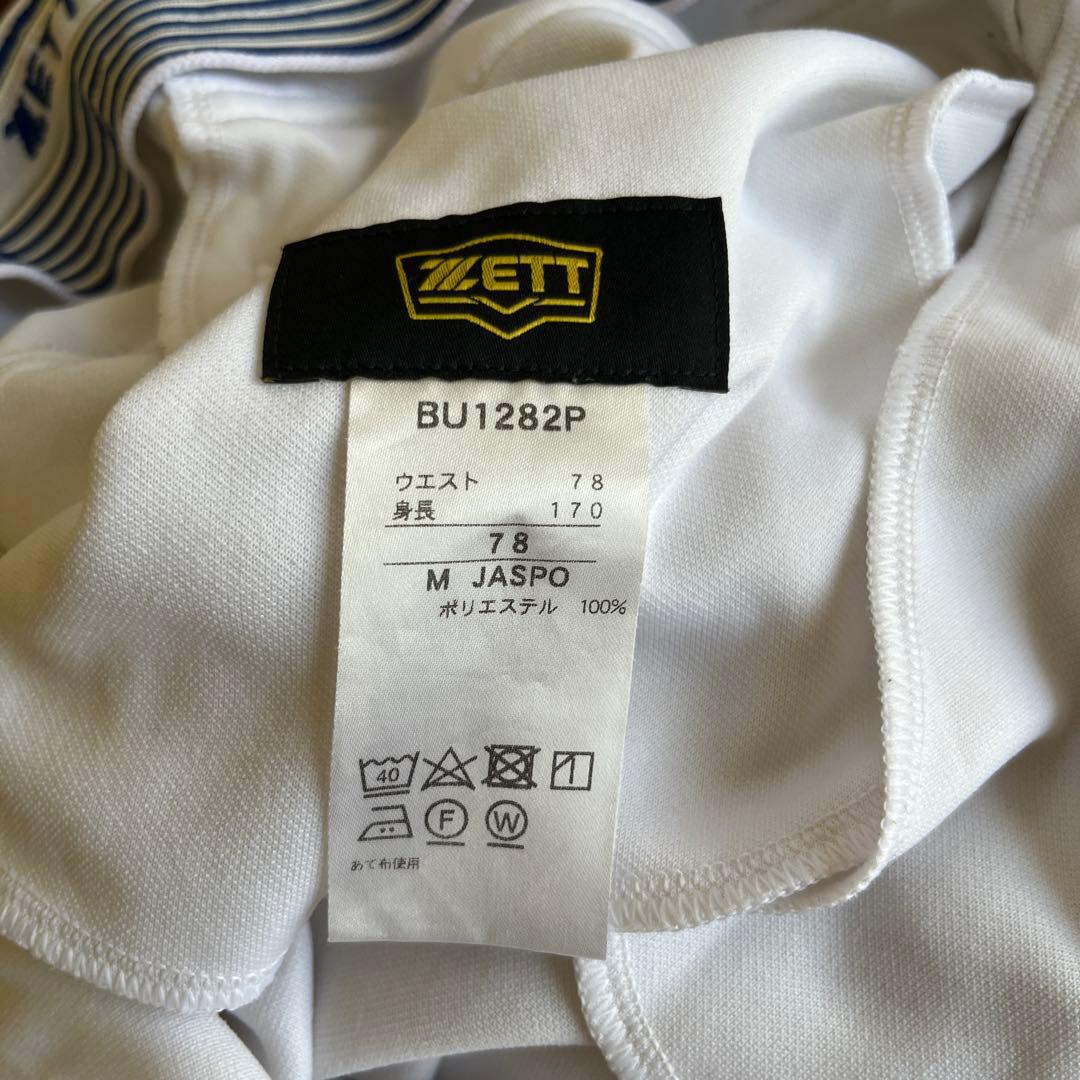 ZETT
ZETT
BU1282P
ウエスト 78
身長 170
78
M JASPO
ポリエステル 100%
40
F W
あて布使用